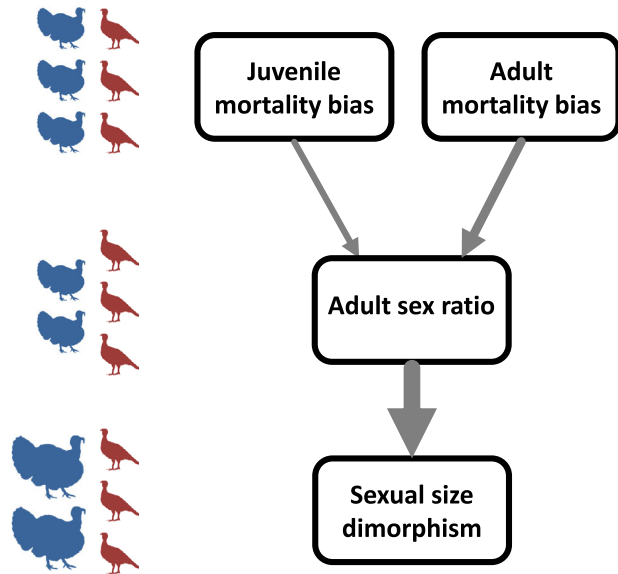 Juvenile
mortality bias
Adult
mortality bias
Adult sex ratio
Sexual size
dimorphism